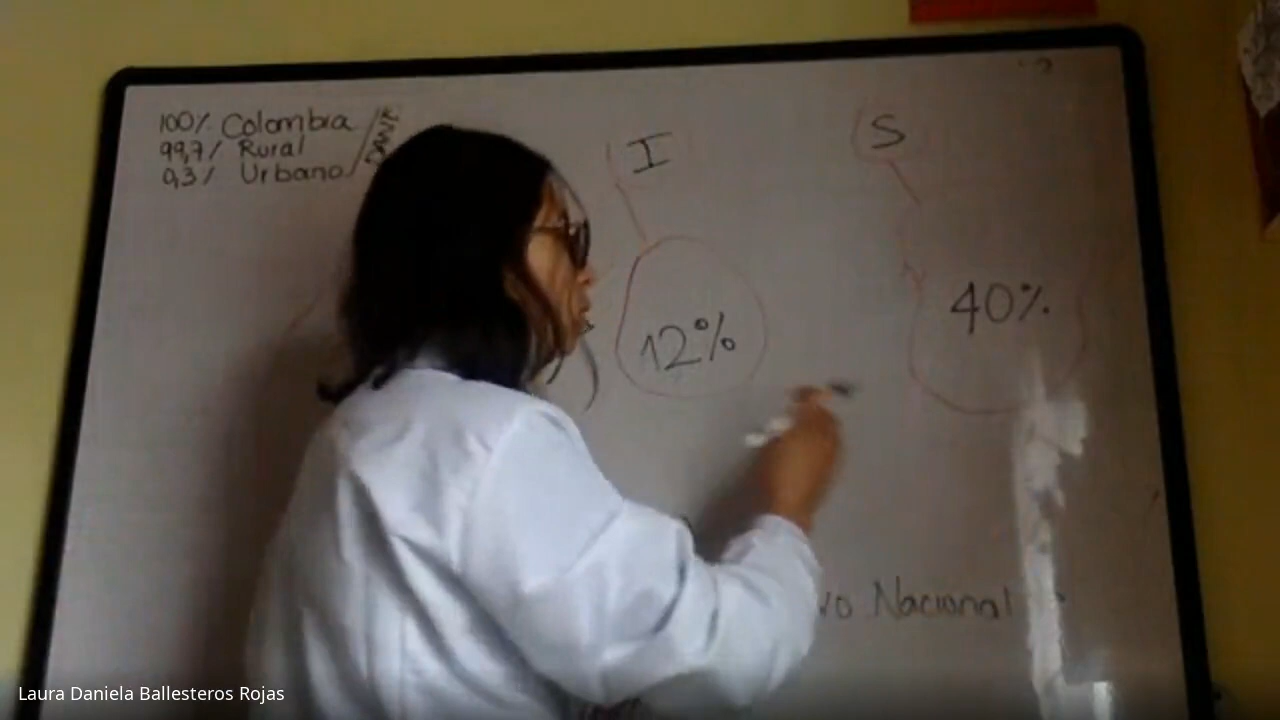 100% Colombia
99,7% Rural
0,3% Urbano
DANE
I
S
12%
40%
Nacional
Laura Daniela Ballesteros Rojas